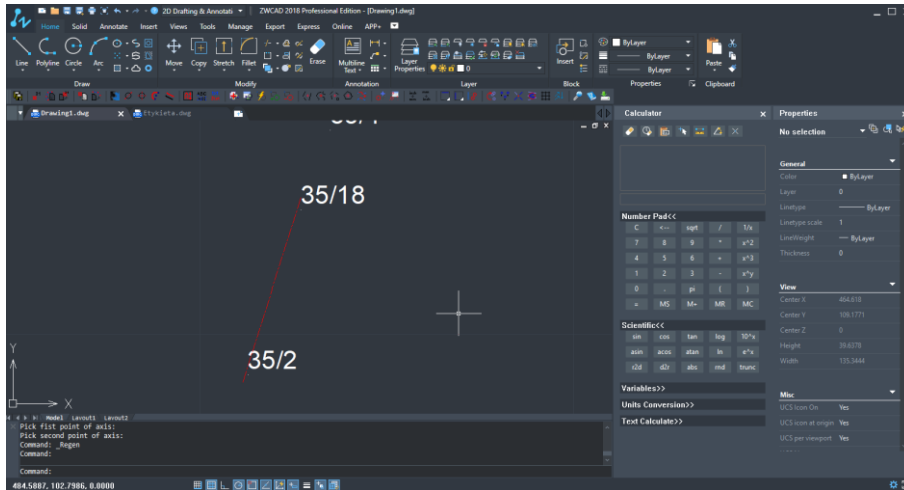 2D Drafting & Annotati
ZWCAD 2018 Professional Edition - [Drawing1.dwg]
Home Solid Annotate Insert Views Tools Manage Export Express Online APP+
Line Polyline Circle Arc
Move Copy Stretch Fillet Erase
Multiline Text
Layer Properties
0
Insert
ByLayer
ByLayer
ByLayer
Paste
Draw Modify Annotation Layer Block Properties Clipboard
Drawing1.dwg Etykieta.dwg
35/18
35/2
Y
X
Model Layout1 Layout2
Pick fist point of axis:
Pick second point of axis:
Command: _Regen
Command:
Command:
484.5887, 102.7986, 0.0000
Calculator
Number Pad<<
C <-- sqrt / 1/x
7 8 9 * x^2
4 5 6 + x^3
1 2 3 - x^y
0 . pi ( )
= MS M+ MR MC
Scientific<<
sin cos tan log 10^x
asin acos atan ln e^x
r2d d2r abs rnd trunc
Variables>>
Units Conversion>>
Text Calculate>>
Properties
No selection
General
Color ByLayer
Layer 0
Linetype ByLayer
Linetype scale 1
LineWeight ByLayer
Thickness 0
View
Center X 464.618
Center Y 108.1771
Center Z 0
Height 39.6378
Width 135.3444
Misc
UCS icon On Yes
UCS icon at origin Yes
UCS per viewport Yes